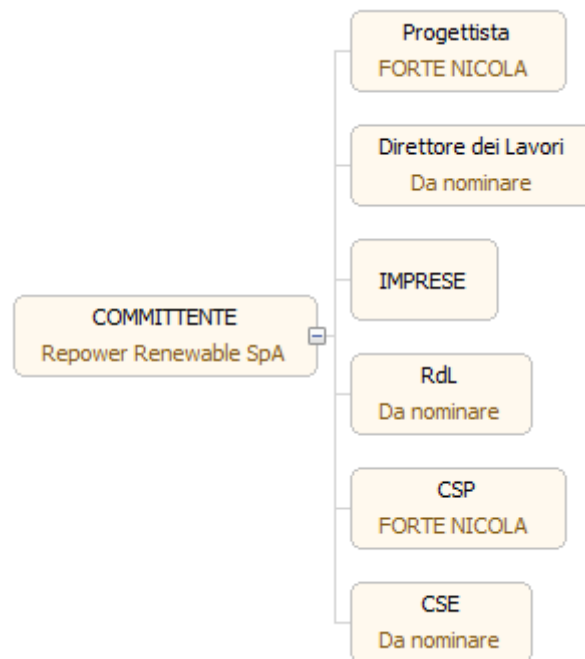 Progettista
FORTE NICOLA
Direttore dei Lavori
Da nominare
IMPRESE
COMMITTENTE
Repower Renewable SpA
RdL
Da nominare
CSP
FORTE NICOLA
CSE
Da nominare